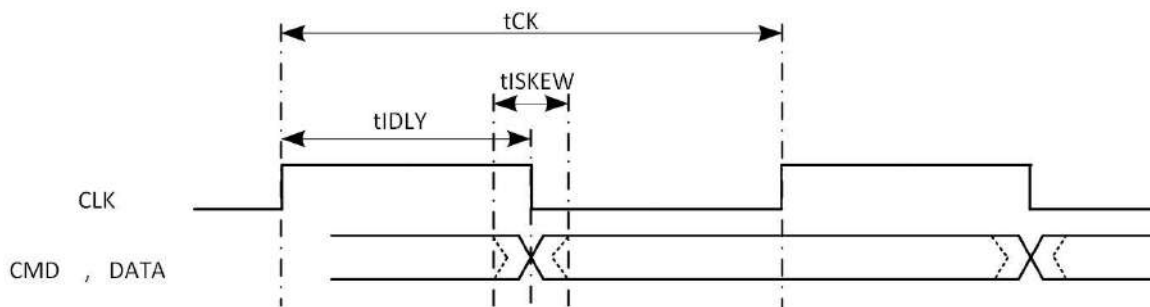 tCK
tISKEW
tIDLY
CLK
CMD , DATA